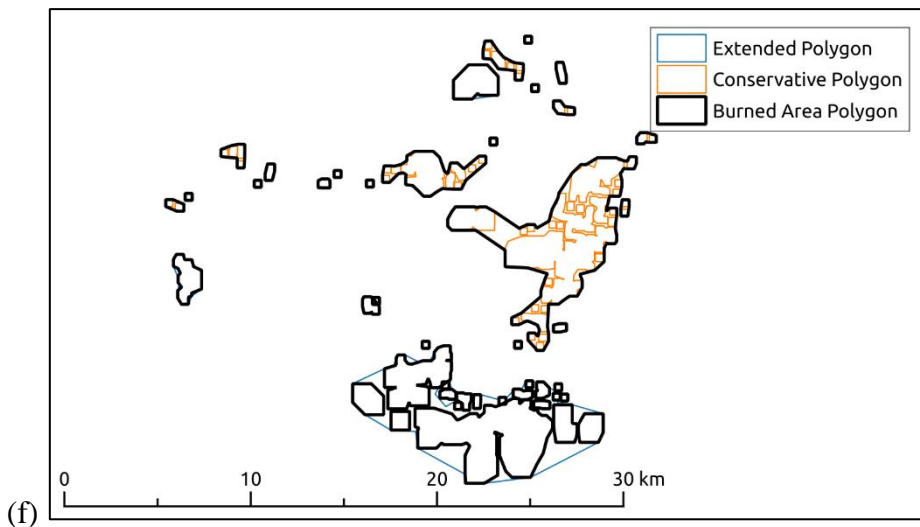 Extended Polygon
Conservative Polygon
Burned Area Polygon
0 10 20 30 km
(f)